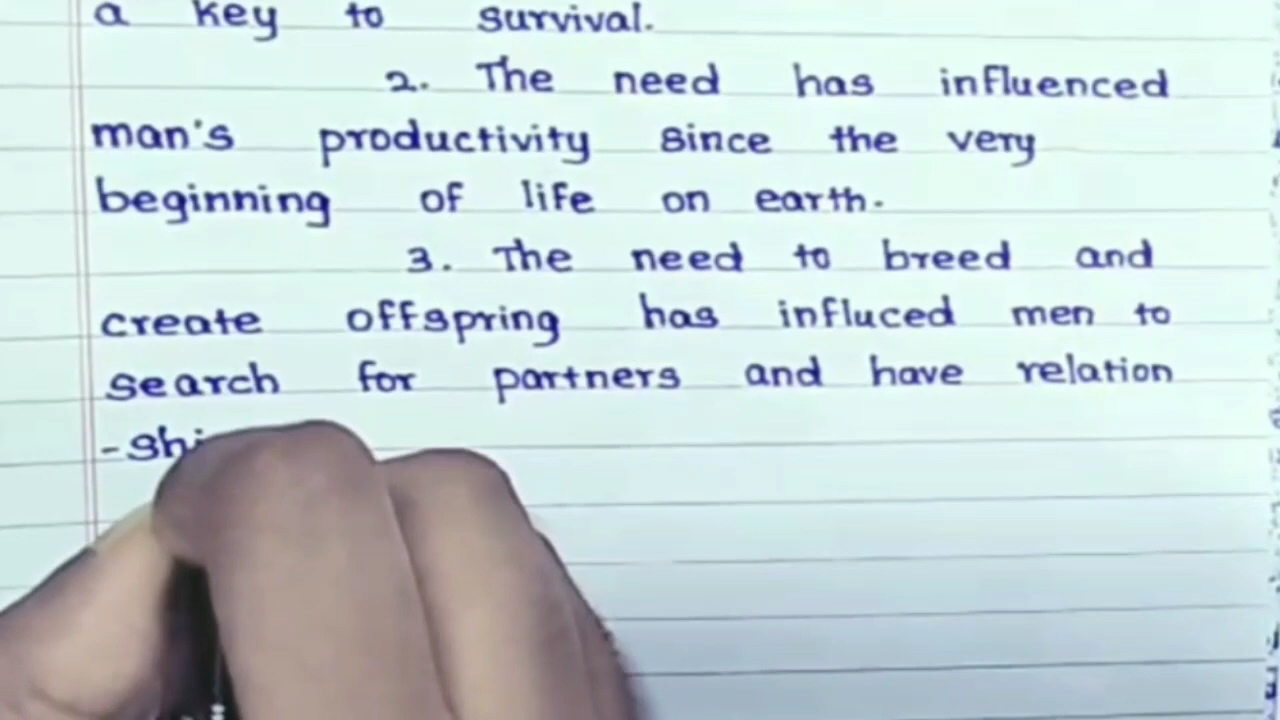 a key to survival.
2. The need has influenced
man's productivity since the very
beginning of life on earth.
3. The need to breed and
create offspring has influced men to
search for partners and have relation
-shi